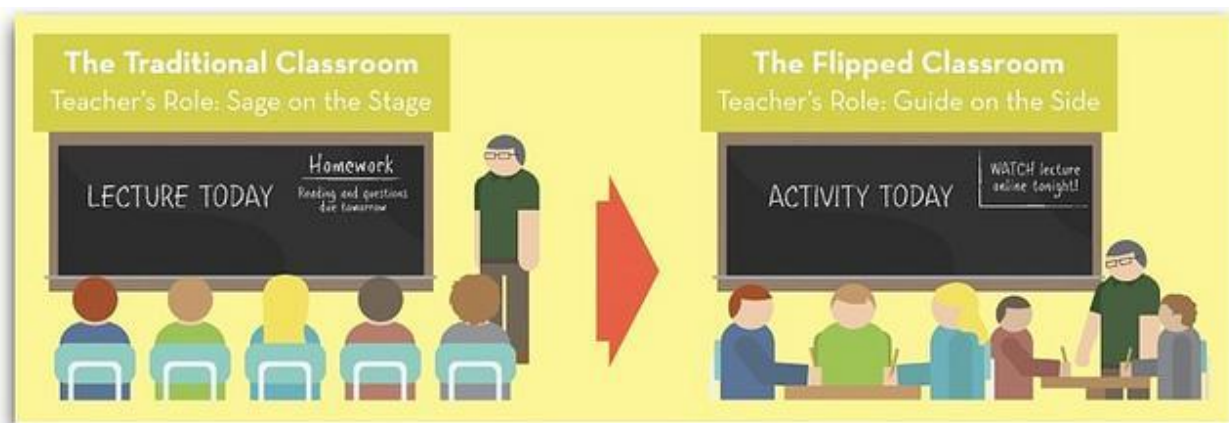 The Traditional Classroom
Teacher's Role: Sage on the Stage
LECTURE TODAY
Homework
Reading and questions
due tomorrow
The Flipped Classroom
Teacher's Role: Guide on the Side
ACTIVITY TODAY
WATCH lecture
online tonight!